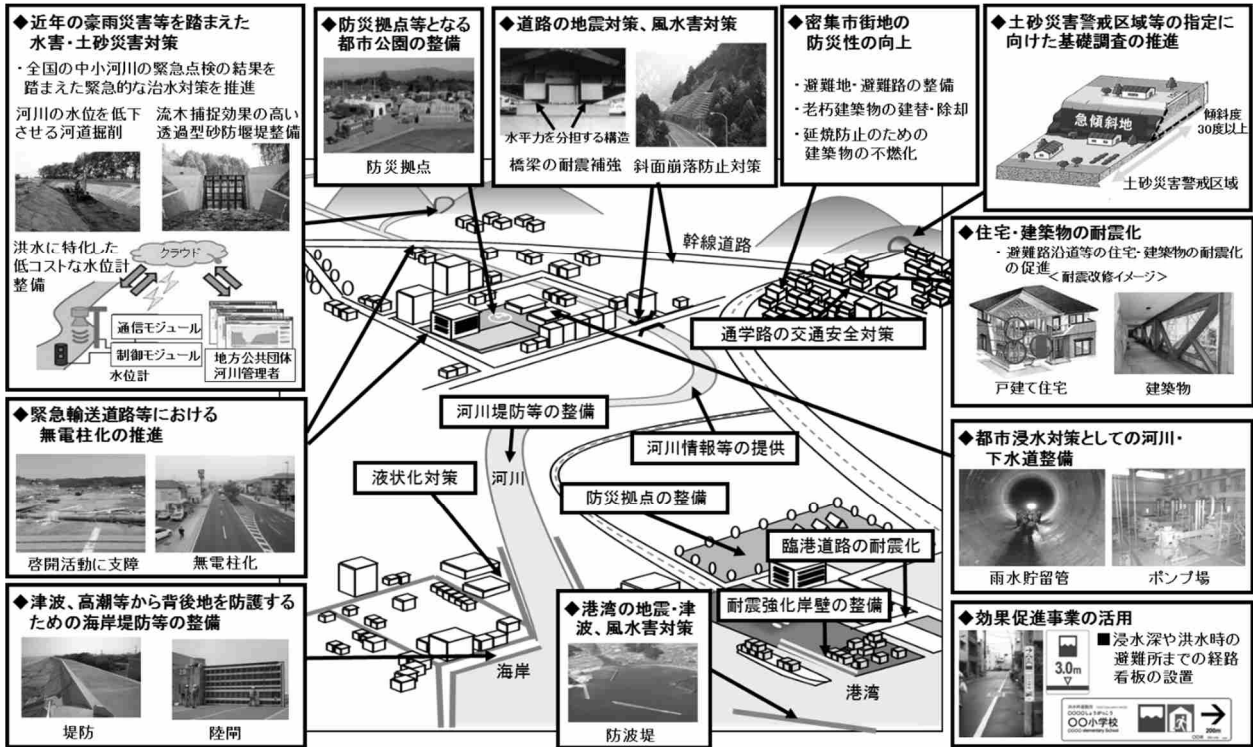 ◆近年の豪雨災害等を踏まえた
水害・土砂災害対策
・全国の中小河川の緊急点検の結果を
踏まえた緊急的な治水対策を推進
河川の水位を低下
させる河道掘削
流木捕捉効果の高い
透過型砂防堰堤整備
洪水に特化した
低コストな水位計
整備
クラウド
通信モジュール
制御モジュール
水位計
地方公共団体
河川管理者
◆防災拠点等となる
都市公園の整備
防災拠点
◆道路の地震対策、風水害対策
水平力を分担する構造
橋梁の耐震補強
斜面崩落防止対策
◆密集市街地の
防災性の向上
・避難地・避難路の整備
・老朽建築物の建替・除却
・延焼防止のための
建築物の不燃化
◆土砂災害警戒区域等の指定に
向けた基礎調査の推進
急傾斜地
傾斜度
30度以上
土砂災害警戒区域
◆住宅・建築物の耐震化
・避難路沿道等の住宅・建築物の耐震化
の促進
＜耐震改修イメージ＞
戸建て住宅
建築物
幹線道路
通学路の交通安全対策
◆緊急輸送道路等における
無電柱化の推進
啓開活動に支障
無電柱化
河川堤防等の整備
河川
河川情報等の提供
液状化対策
防災拠点の整備
臨港道路の耐震化
耐震強化岸壁の整備
◆都市浸水対策としての河川・
下水道整備
雨水貯留管
ポンプ場
◆津波、高潮等から背後地を防護する
ための海岸堤防等の整備
堤防
陸閘
海岸
◆港湾の地震・津
波、風水害対策
防波堤
港湾
◆効果促進事業の活用
■浸水深や洪水時の
避難所までの経路
看板の設置
3.0m
〇〇〇〇しょうがっこう
〇〇小学校
〇〇〇〇 elementary School
200m